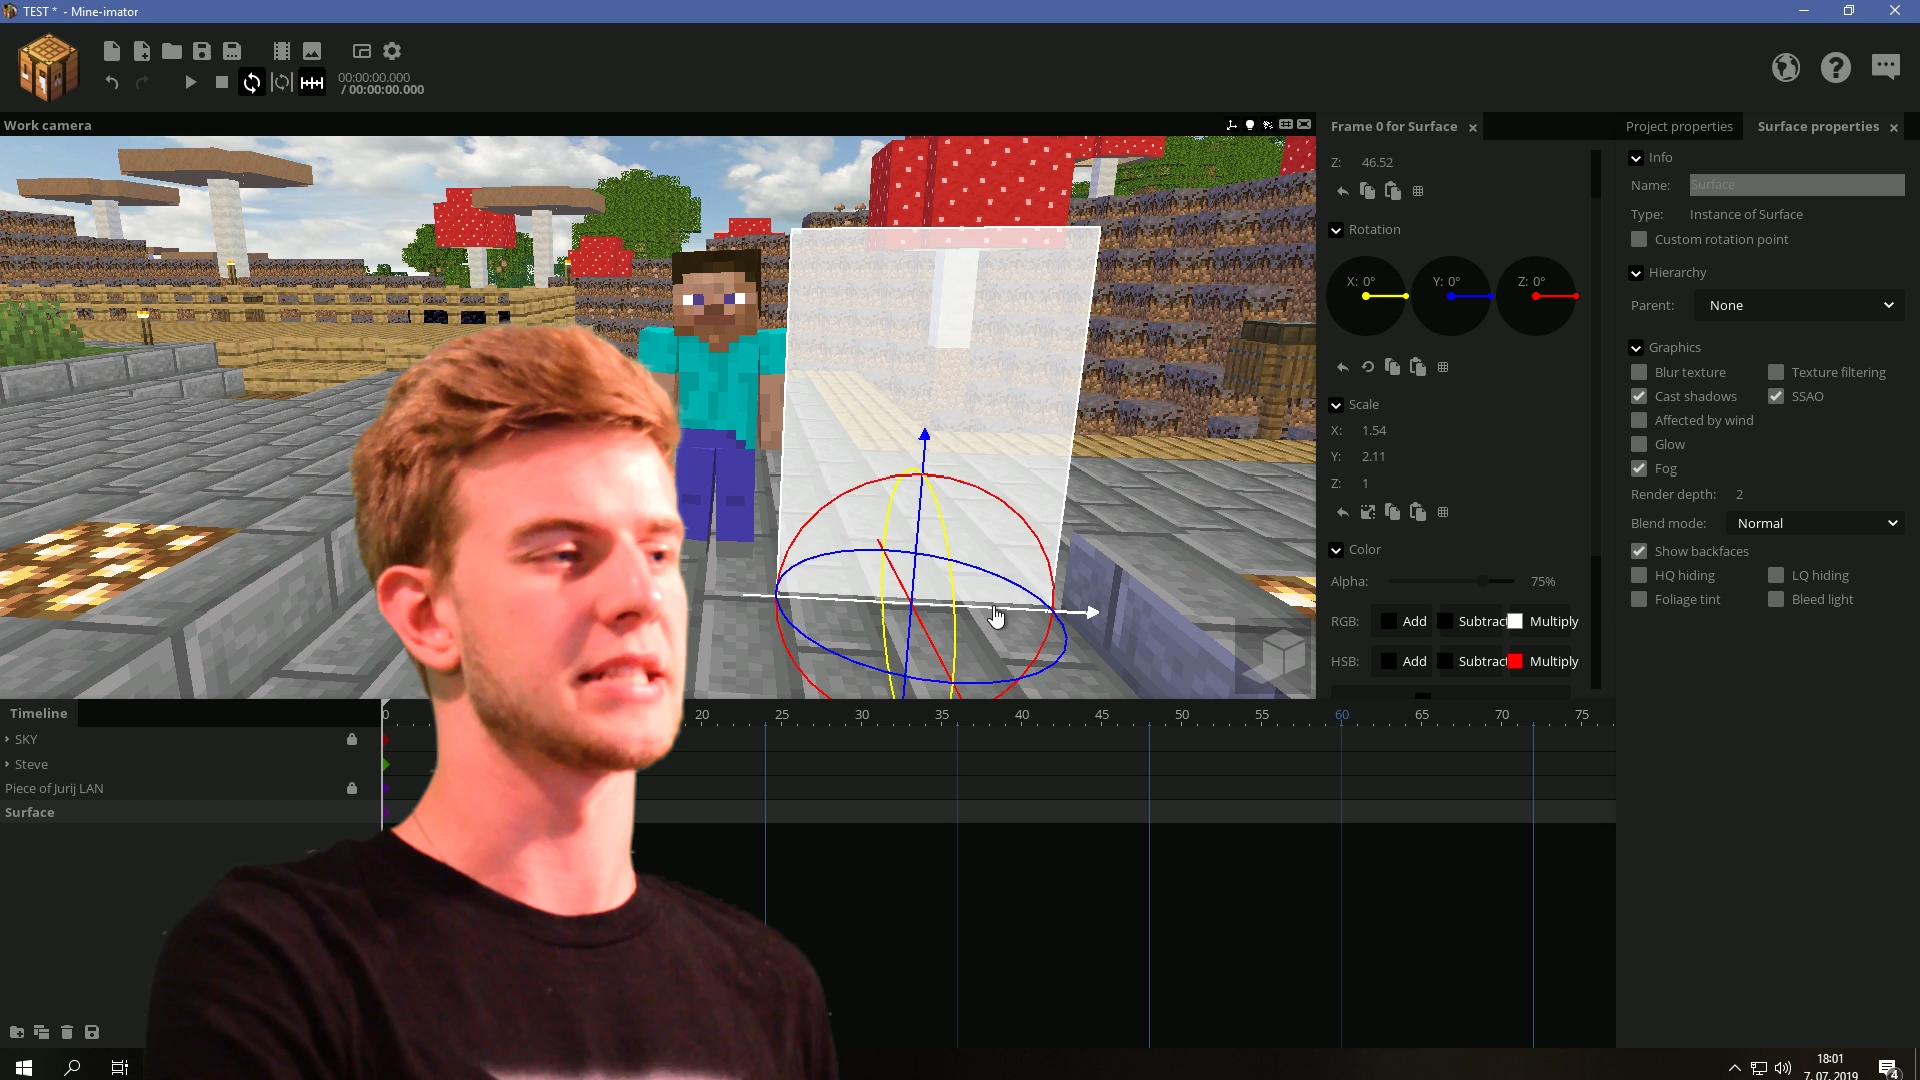 TEST * - Mine-imator
00:00:00.000
/ 00:00:00.000
Work camera
Frame 0 for Surface
Z: 46.52
Rotation
X: 0° Y: 0° Z: 0°
Scale
X: 1.54
Y: 2.11
Z: 1
Color
Alpha: 75%
RGB: Add Subtract Multiply
HSB: Add Subtract Multiply
Project properties Surface properties
Info
Name: Surface
Type: Instance of Surface
Custom rotation point
Hierarchy
Parent: None
Graphics
Blur texture Texture filtering
Cast shadows SSAO
Affected by wind
Glow
Fog
Render depth: 2
Blend mode: Normal
Show backfaces
HQ hiding LQ hiding
Foliage tint Bleed light
Timeline
0 20 25 30 35 40 45 50 55 60 65 70 75
SKY
Steve
Piece of Jurij LAN
Surface
18:01
7. 07. 2019
4